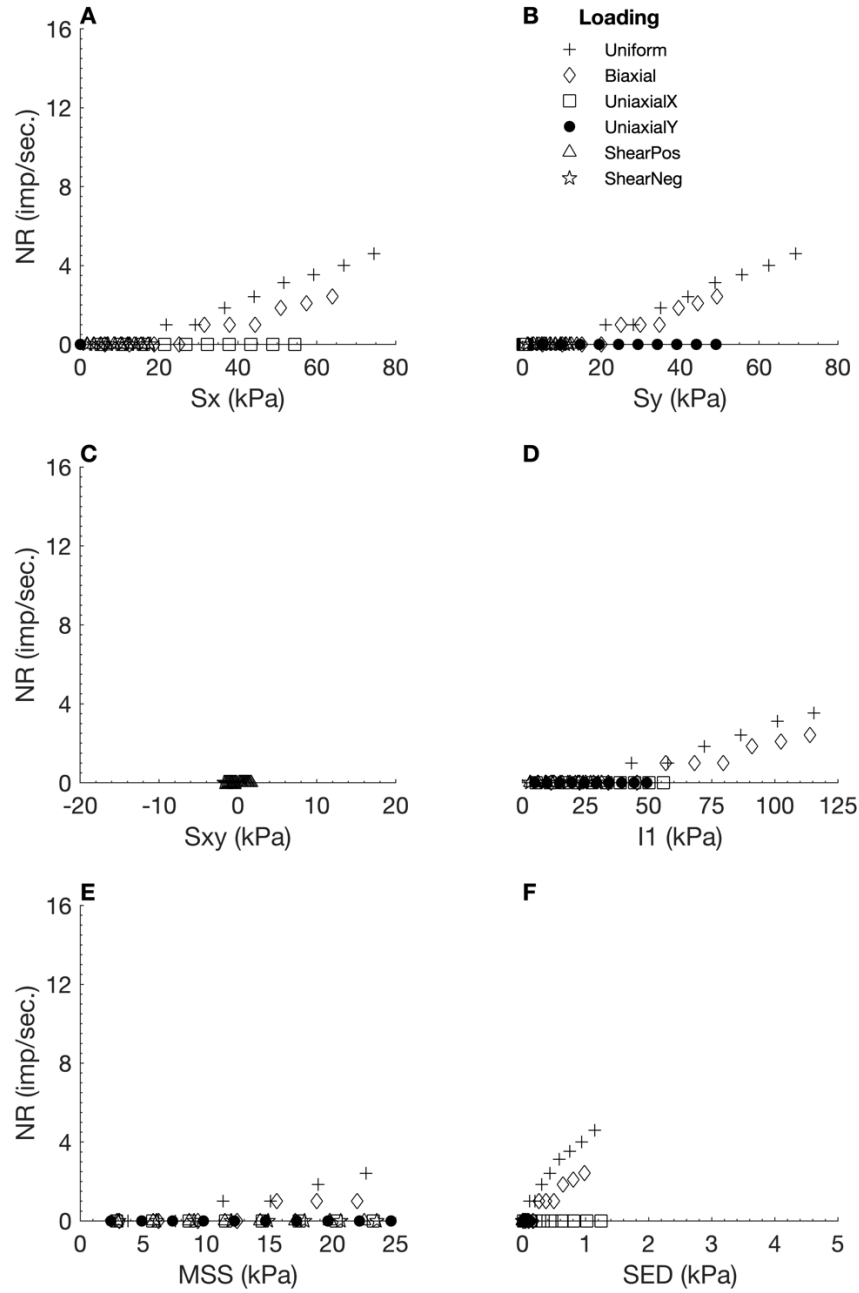 A
16
12
8
4
0
NR (imp/sec.)
0 20 40 60 80
Sx (kPa)
B Loading
Uniform
Biaxial
UniaxialX
UniaxialY
ShearPos
ShearNeg
0 20 40 60 80
Sy (kPa)
C
16
12
8
4
0
NR (imp/sec.)
-20 -10 0 10 20
Sxy (kPa)
D
0 25 50 75 100 125
I1 (kPa)
E
16
12
8
4
0
NR (imp/sec.)
0 5 10 15 20 25
MSS (kPa)
F
0 1 2 3 4 5
SED (kPa)